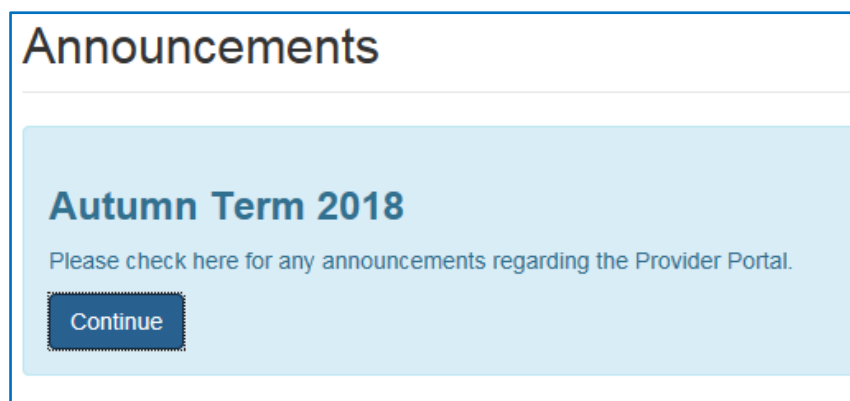 Announcements
Autumn Term 2018
Please check here for any announcements regarding the Provider Portal.
Continue